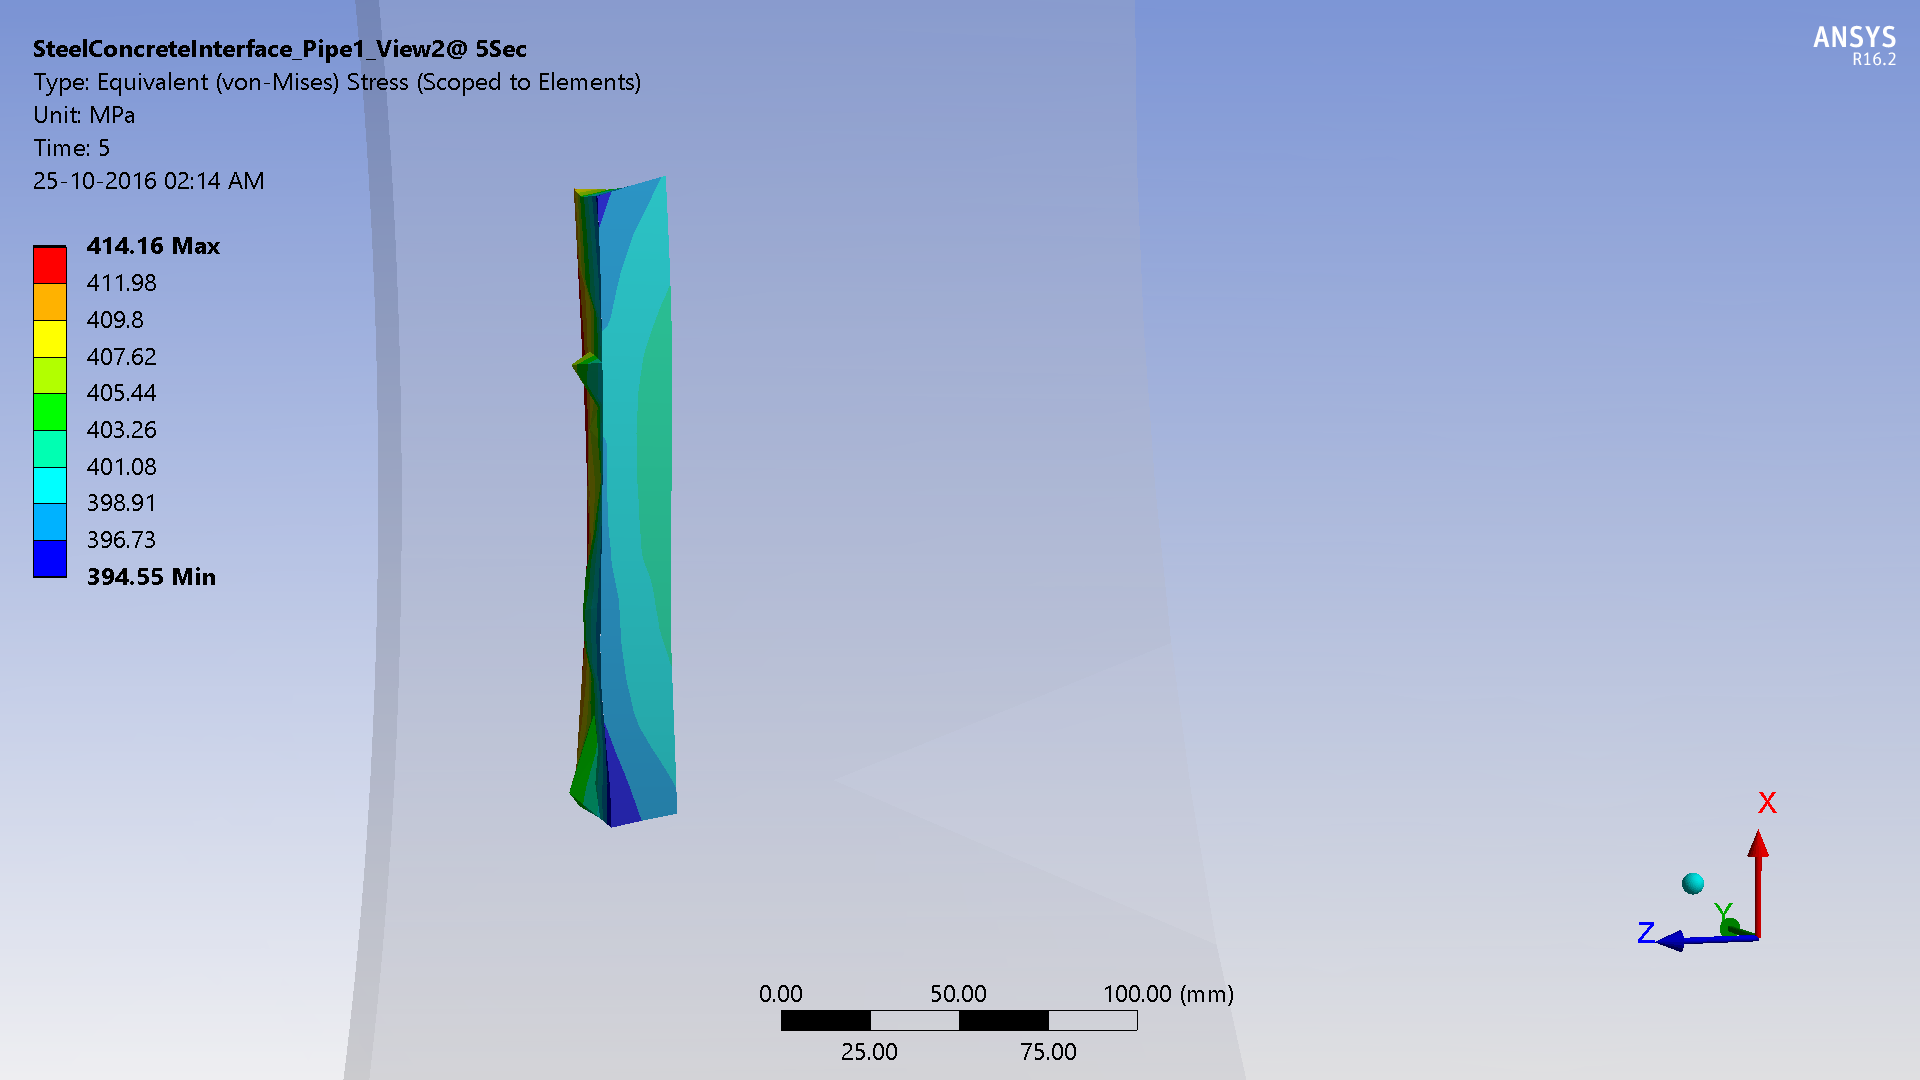 SteelConcreteInterface_Pipe1_View2@ 5Sec
Type: Equivalent (von-Mises) Stress (Scoped to Elements)
Unit: MPa
Time: 5
25-10-2016 02:14 AM
ANSYS
R16.2
414.16 Max
411.98
409.8
407.62
405.44
403.26
401.08
398.91
396.73
394.55 Min
X
Y
Z
0.00 50.00 100.00 (mm)
25.00 75.00